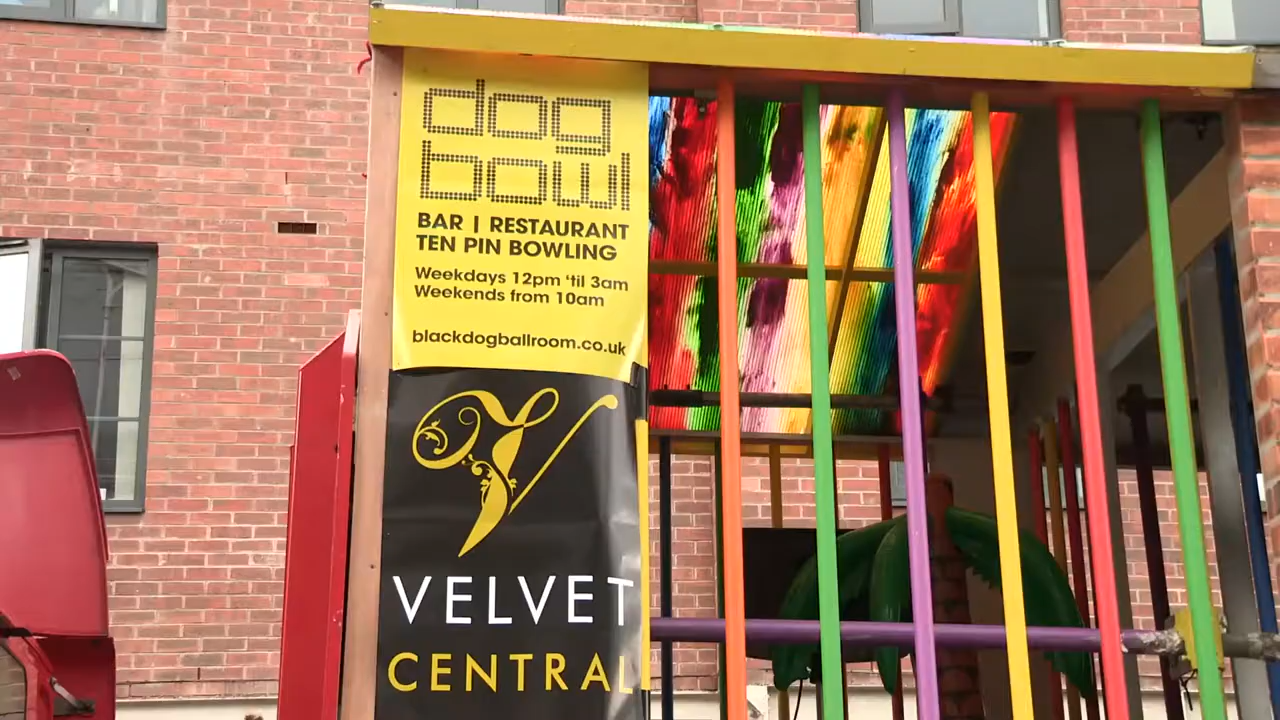 dog
bowl
BAR | RESTAURANT
TEN PIN BOWLING
Weekdays 12pm 'til 3am
Weekends from 10am
blackdogballroom.co.uk
V
VELVET
CENTRAL